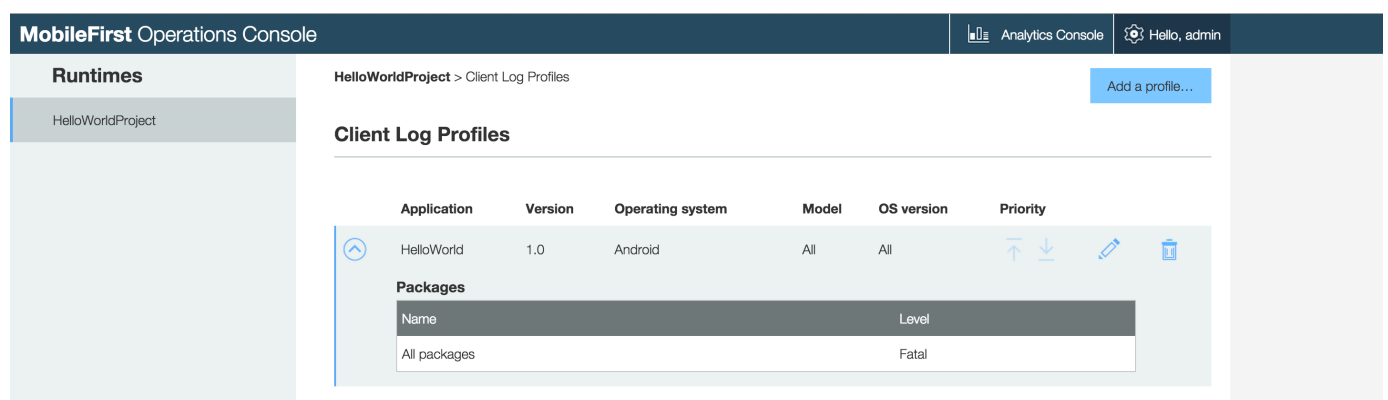 MobileFirst Operations Console
Analytics Console
Hello, admin
Runtimes
HelloWorldProject
HelloWorldProject > Client Log Profiles
Add a profile...
Client Log Profiles
Application Version Operating system Model OS version Priority
HelloWorld 1.0 Android All All
Packages
Name Level
All packages Fatal